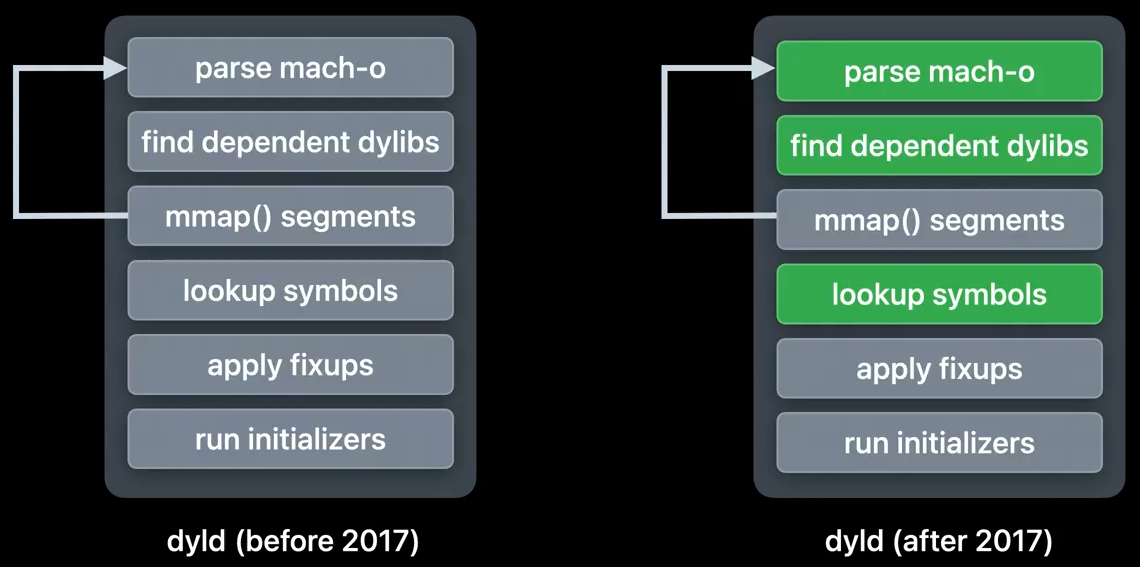 parse mach-o
find dependent dylibs
mmap() segments
lookup symbols
apply fixups
run initializers
dyld (before 2017)
parse mach-o
find dependent dylibs
mmap() segments
lookup symbols
apply fixups
run initializers
dyld (after 2017)